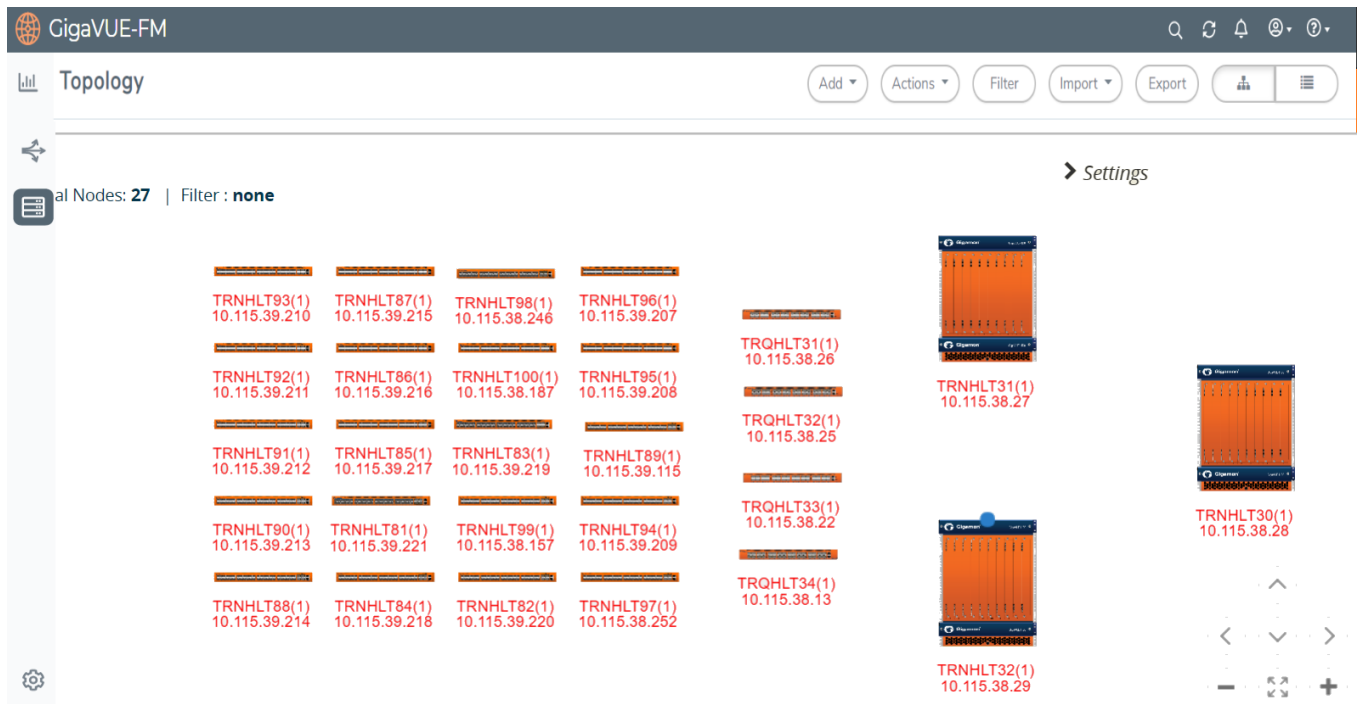 GigaVUE-FM
Topology
Add
Actions
Filter
Import
Export
Settings
al Nodes: 27 | Filter : none
TRNHLT93(1)
10.115.39.210
TRNHLT87(1)
10.115.39.215
TRNHLT98(1)
10.115.38.246
TRNHLT96(1)
10.115.39.207
TRNHLT92(1)
10.115.39.211
TRNHLT86(1)
10.115.39.216
TRNHLT100(1)
10.115.38.187
TRNHLT95(1)
10.115.39.208
TRNHLT91(1)
10.115.39.212
TRNHLT85(1)
10.115.39.217
TRNHLT83(1)
10.115.39.219
TRNHLT89(1)
10.115.39.115
TRNHLT90(1)
10.115.39.213
TRNHLT81(1)
10.115.39.221
TRNHLT99(1)
10.115.38.157
TRNHLT94(1)
10.115.39.209
TRNHLT88(1)
10.115.39.214
TRNHLT84(1)
10.115.39.218
TRNHLT82(1)
10.115.39.220
TRNHLT97(1)
10.115.38.252
TRQHLT31(1)
10.115.38.26
TRQHLT32(1)
10.115.38.25
TRQHLT33(1)
10.115.38.22
TRQHLT34(1)
10.115.38.13
Gigamon
Gigamon
TRNHLT31(1)
10.115.38.27
Gigamon
Gigamon
TRNHLT32(1)
10.115.38.29
Gigamon
Gigamon
TRNHLT30(1)
10.115.38.28